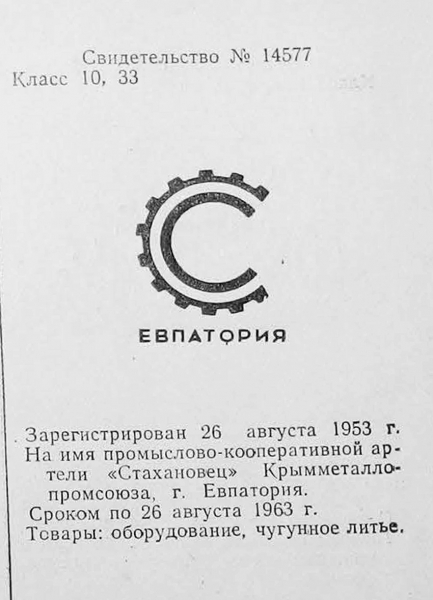 Свидетельство № 14577
Класс 10, 33
С
ЕВПАТОРИЯ
Зарегистрирован 26 августа 1953 г.
На имя промыслово-кооперативной ар-
тели «Стахановец» Крымметалло-
промсоюза, г. Евпатория.
Сроком по 26 августа 1963 г.
Товары: оборудование, чугунное литье.